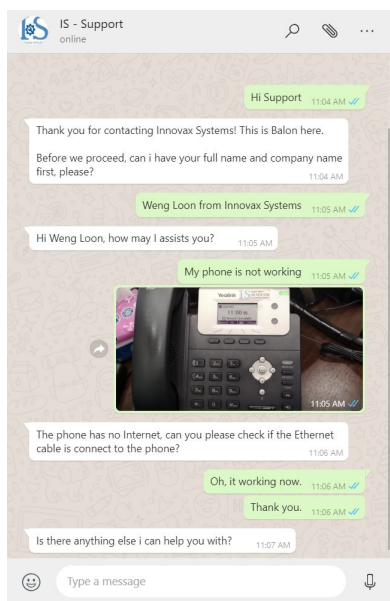 IS - Support
online
Hi Support
11:04 AM
Thank you for contacting Innovax Systems! This is Balon here.
Before we proceed, can i have your full name and company name
first, please?
11:04 AM
Weng Loon from Innovax Systems
11:05 AM
Hi Weng Loon, how may I assists you?
11:05 AM
My phone is not working
11:05 AM
Yealink
11:05 AM
The phone has no Internet, can you please check if the Ethernet
cable is connect to the phone?
11:06 AM
Oh, it working now.
11:06 AM
Thank you.
11:06 AM
Is there anything else i can help you with?
11:07 AM
Type a message